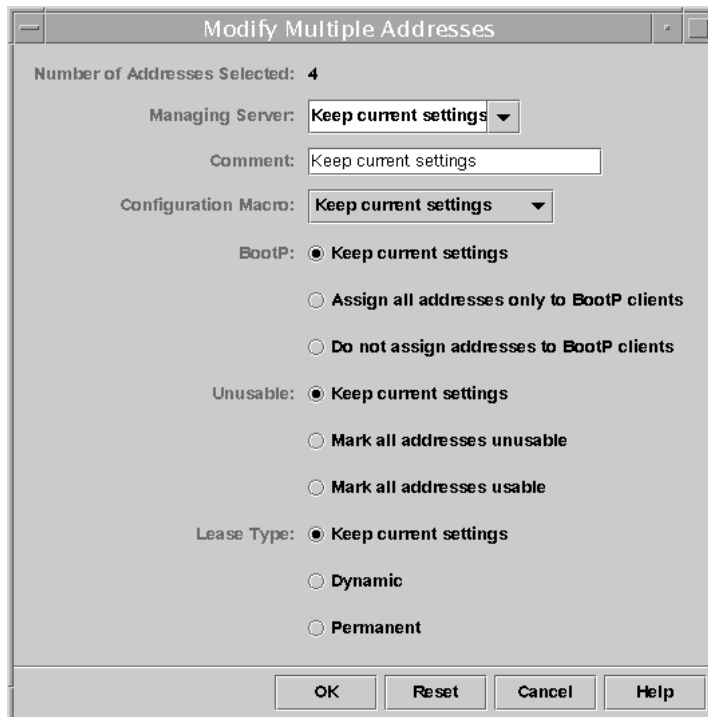 Modify Multiple Addresses
Number of Addresses Selected: 4
Managing Server: Keep current settings
Comment: Keep current settings
Configuration Macro: Keep current settings
BootP: Keep current settings
Assign all addresses only to BootP clients
Do not assign addresses to BootP clients
Unusable: Keep current settings
Mark all addresses unusable
Mark all addresses usable
Lease Type: Keep current settings
Dynamic
Permanent
OK Reset Cancel Help